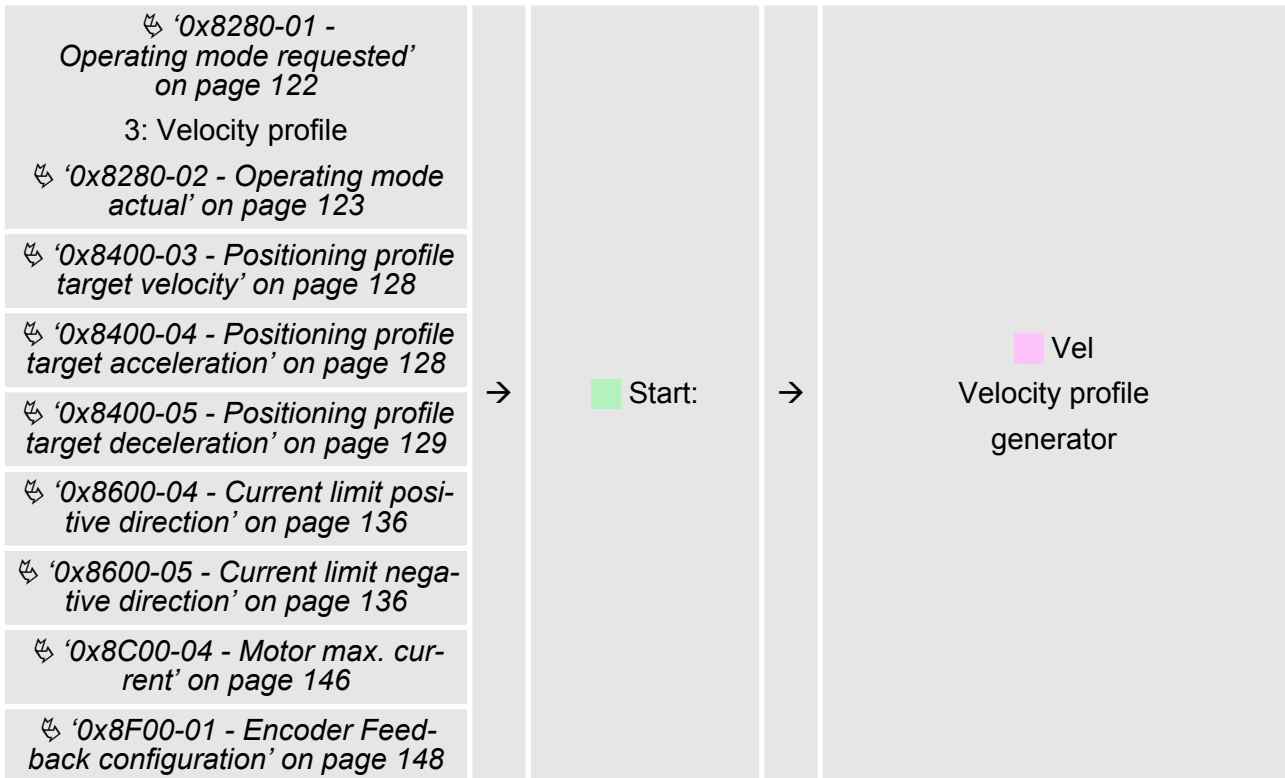 ↳ ‘0x8280-01 -
Operating mode requested’
on page 122
3: Velocity profile
↳ ‘0x8280-02 - Operating mode
actual’ on page 123
↳ ‘0x8400-03 - Positioning profile
target velocity’ on page 128
↳ ‘0x8400-04 - Positioning profile
target acceleration’ on page 128
↳ ‘0x8400-05 - Positioning profile
target deceleration’ on page 129
↳ ‘0x8600-04 - Current limit posi-
tive direction’ on page 136
↳ ‘0x8600-05 - Current limit nega-
tive direction’ on page 136
↳ ‘0x8C00-04 - Motor max. cur-
rent’ on page 146
↳ ‘0x8F00-01 - Encoder Feed-
back configuration’ on page 148
→
Start:
→
Vel
Velocity profile
generator